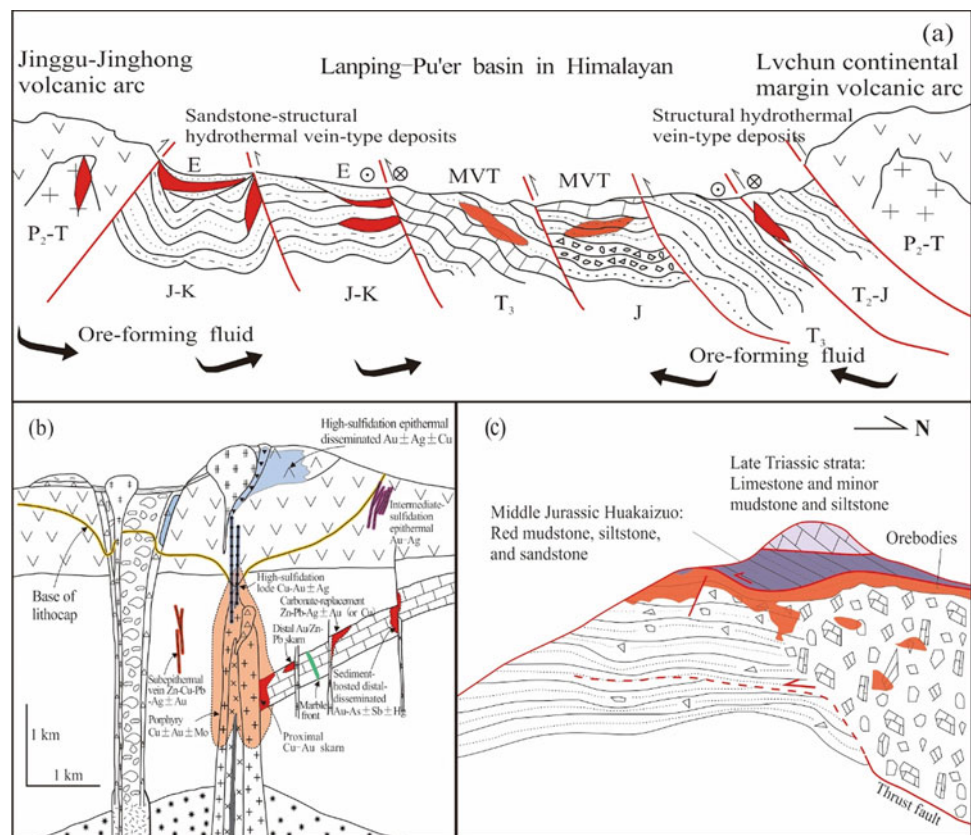 (a)
Jinggu-Jinghong
volcanic arc
Lanping-Pu'er basin in Himalayan
Lvchun continental
margin volcanic arc
Sandstone-structural
hydrothermal vein-type deposits
Structural hydrothermal
vein-type deposits
E
E
MVT
MVT
P₂-T
P₂-T
J-K
J-K
T₃
J
T₂-J
T₃
Ore-forming fluid
Ore-forming fluid
(b)
High-sulfidation epithermal
disseminated Au±Ag±Cu
Intermediate-
sulfidation
epithermal
Au-Ag
Base of
lithocap
High-sulfidation
lode Cu-Au±Ag
Carbonate-replacement
Zn-Pb-Ag±Au (or Cu)
Distal Au/Zn-
Pb skarn
Subepithermal
vein Zn-Cu-Pb
-Ag±Au
Marble
front
Sediment-
hosted distal-
disseminated
Au-As±Sb±Hg
Porphyry
Cu±Au±Mo
Proximal
Cu-Au skarn
1 km
1 km
(c)
N
Late Triassic strata:
Limestone and minor
mudstone and siltstone
Middle Jurassic Huakaizuo:
Red mudstone, siltstone,
and sandstone
Orebodies
Thrust fault